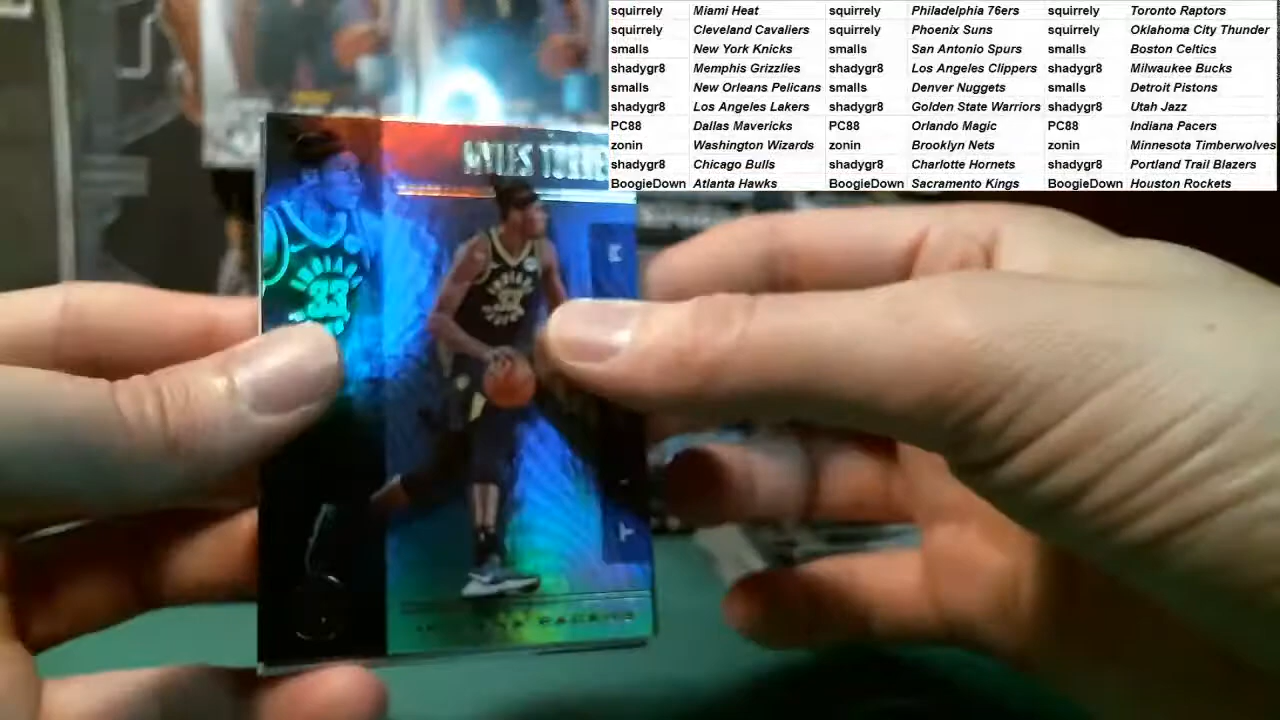 squirrely Miami Heat squirrely Philadelphia 76ers squirrely Toronto Raptors
squirrely Cleveland Cavaliers squirrely Phoenix Suns squirrely Oklahoma City Thunder
smalls New York Knicks smalls San Antonio Spurs smalls Boston Celtics
shadygr8 Memphis Grizzlies shadygr8 Los Angeles Clippers shadygr8 Milwaukee Bucks
smalls New Orleans Pelicans smalls Denver Nuggets smalls Detroit Pistons
shadygr8 Los Angeles Lakers shadygr8 Golden State Warriors shadygr8 Utah Jazz
PC88 Dallas Mavericks PC88 Orlando Magic PC88 Indiana Pacers
zonin Washington Wizards zonin Brooklyn Nets zonin Minnesota Timberwolves
shadygr8 Chicago Bulls shadygr8 Charlotte Hornets shadygr8 Portland Trail Blazers
BoogieDown Atlanta Hawks BoogieDown Sacramento Kings BoogieDown Houston Rockets
MYLES
INDIANA
33
INDIANA
33